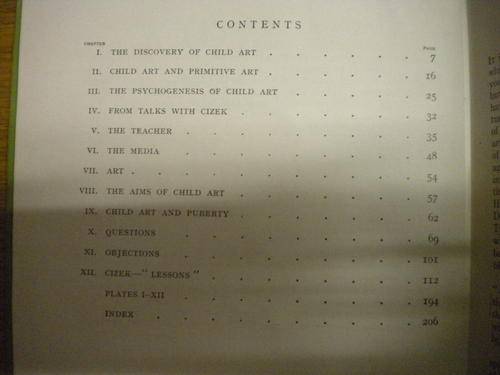 CONTENTS
CHAPTER PAGE
I. THE DISCOVERY OF CHILD ART . . . . . . 7
II. CHILD ART AND PRIMITIVE ART . . . . . . 16
III. THE PSYCHOGENESIS OF CHILD ART . . . . . 25
IV. FROM TALKS WITH CIZEK . . . . . . . 32
V. THE TEACHER . . . . . . . . 35
VI. THE MEDIA . . . . . . . . 48
VII. ART . . . . . . . . . 54
VIII. THE AIMS OF CHILD ART . . . . . . . 57
IX. CHILD ART AND PUBERTY . . . . . . . 62
X. QUESTIONS . . . . . . . . 69
XI. OBJECTIONS . . . . . . . . 101
XII. CIZEK—"LESSONS" . . . . . . . 112
PLATES I–XII . . . . . . . . 194
INDEX . . . . . . . . . 206